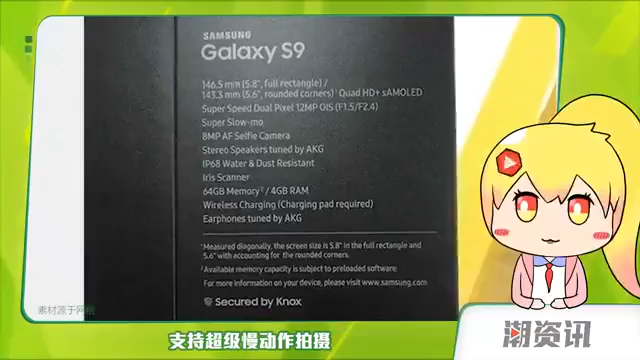 SAMSUNG
Galaxy S9
146.5 mm (5.8", full rectangle) /
143.3 mm (5.6", rounded corners)¹ Quad HD+ sAMOLED
Super Speed Dual Pixel 12MP OIS (F1.5/F2.4)
Super Slow-mo
8MP AF Selfie Camera
Stereo Speakers tuned by AKG
IP68 Water & Dust Resistant
Iris Scanner
64GB Memory² / 4GB RAM
Wireless Charging (Charging pad required)
Earphones tuned by AKG
¹Measured diagonally, the screen size is 5.8" in the full rectangle and
5.6" with accounting for the rounded corners.
²Available memory capacity is subject to preloaded software.
For more information on your device, please visit www.samsung.com
Secured by Knox
素材源于网络
支持超级慢动作拍摄
潮资讯